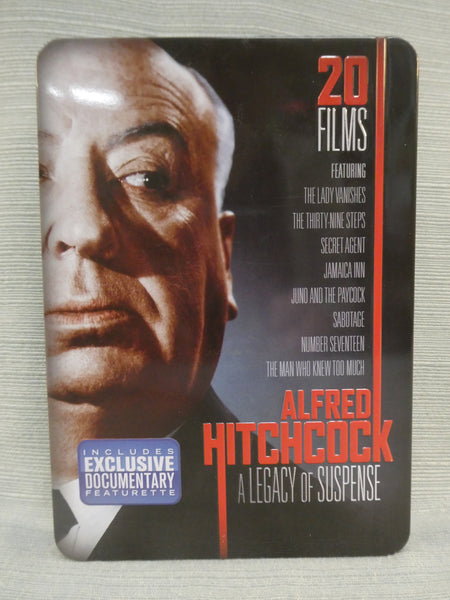 20
FILMS
FEATURING
THE LADY VANISHES
THE THIRTY-NINE STEPS
SECRET AGENT
JAMAICA INN
JUNO AND THE PAYCOCK
SABOTAGE
NUMBER SEVENTEEN
THE MAN WHO KNEW TOO MUCH
ALFRED
HITCHCOCK
A LEGACY OF SUSPENSE
INCLUDES
EXCLUSIVE
DOCUMENTARY
FEATURETTE